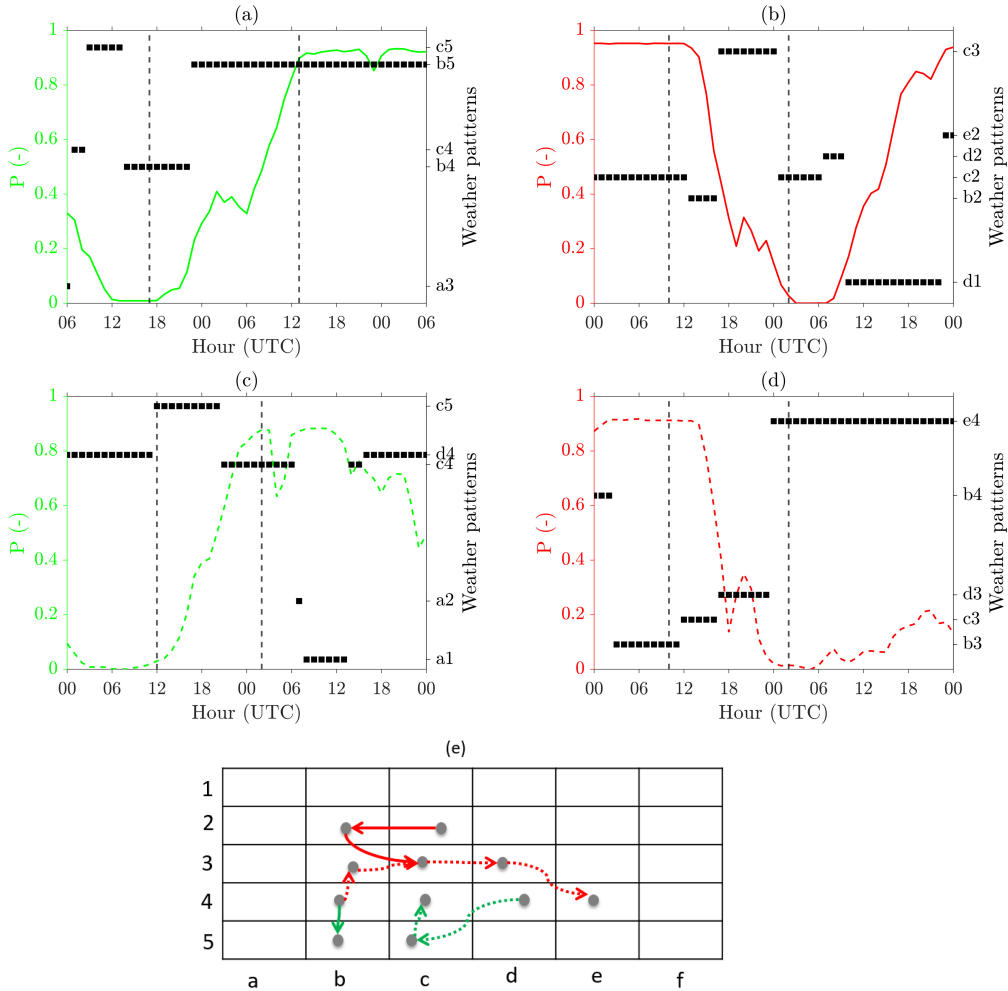 (a)
1
0.8
0.6
0.4
0.2
0
P (-)
c5
b5
c4
b4
a3
Weather pattterns
06 12 18 00 06 12 18 00 06
Hour (UTC)
(b)
1
0.8
0.6
0.4
0.2
0
P (-)
c3
e2
d2
c2
b2
d1
Weather pattterns
00 06 12 18 00 06 12 18 00
Hour (UTC)
(c)
1
0.8
0.6
0.4
0.2
0
P (-)
c5
d4
c4
a2
a1
Weather pattterns
00 06 12 18 00 06 12 18 00
Hour (UTC)
(d)
1
0.8
0.6
0.4
0.2
0
P (-)
e4
b4
d3
c3
b3
Weather pattterns
00 06 12 18 00 06 12 18 00
Hour (UTC)
(e)
1
2
3
4
5
a b c d e f